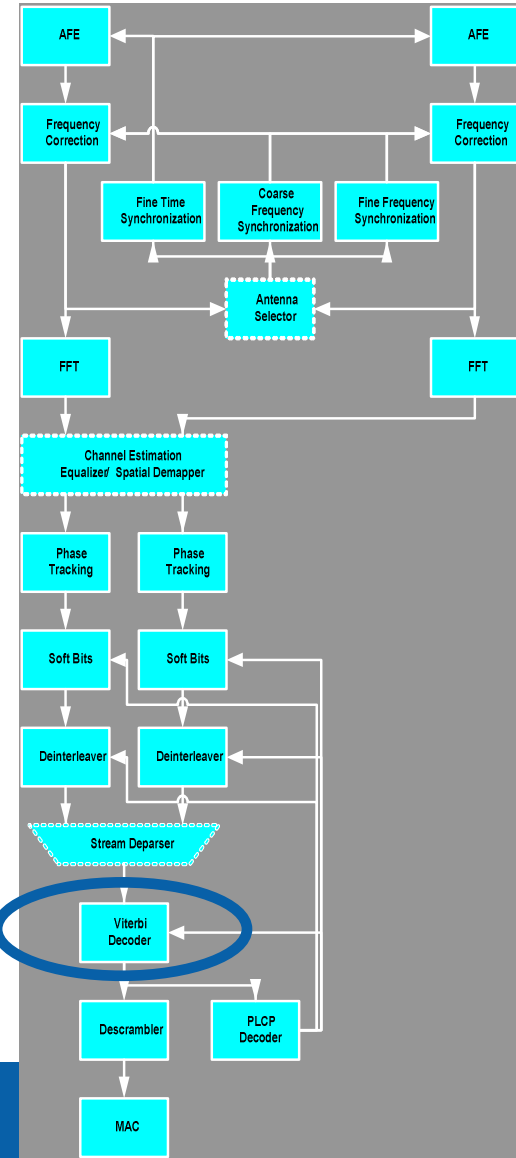 AFE
AFE
Frequency
Correction
Frequency
Correction
Fine Time
Synchronization
Coarse
Frequency
Synchronization
Fine Frequency
Synchronization
Antenna
Selector
FFT
FFT
Channel Estimation
Equalizer/ Spatial Demapper
Phase
Tracking
Phase
Tracking
Soft Bits
Soft Bits
Deinterleaver
Deinterleaver
Stream Deparser
Viterbi
Decoder
Descrambler
PLCP
Decoder
MAC